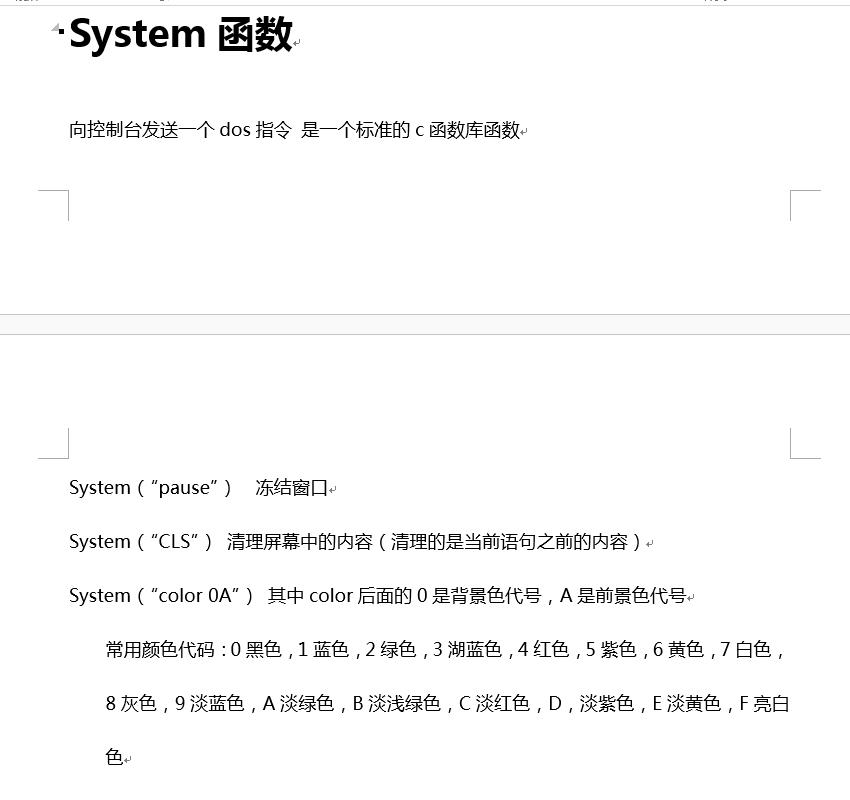 System 函数
向控制台发送一个 dos 指令 是一个标准的 c 函数库函数
System（“pause”） 冻结窗口
System（“CLS”） 清理屏幕中的内容（清理的是当前语句之前的内容）
System（“color 0A”） 其中 color 后面的 0 是背景色代号，A 是前景色代号
常用颜色代码：0 黑色，1 蓝色，2 绿色，3 湖蓝色，4 红色，5 紫色，6 黄色，7 白色，
8 灰色，9 淡蓝色，A 淡绿色，B 淡浅绿色，C 淡红色，D，淡紫色，E 淡黄色，F 亮白
色